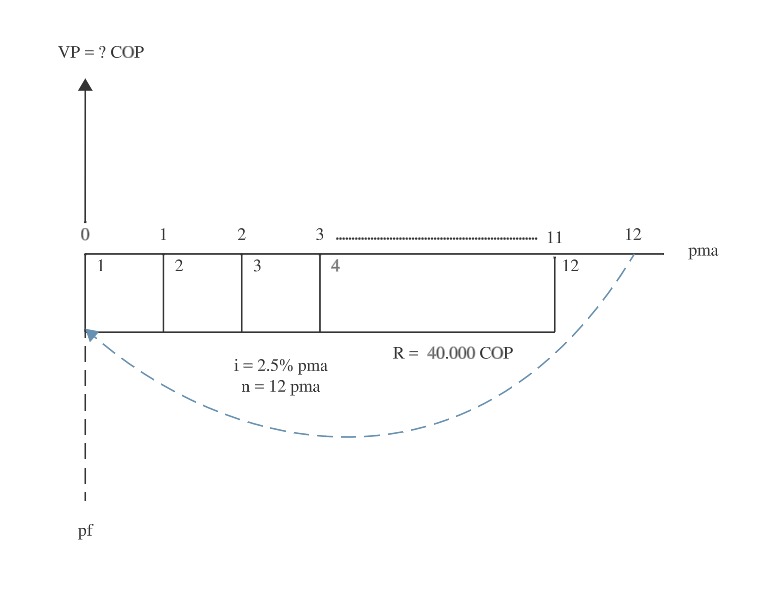 VP = ? COP
0 1 2 3 11 12
pma
1 2 3 4 12
R = 40.000 COP
i = 2.5% pma
n = 12 pma
pf